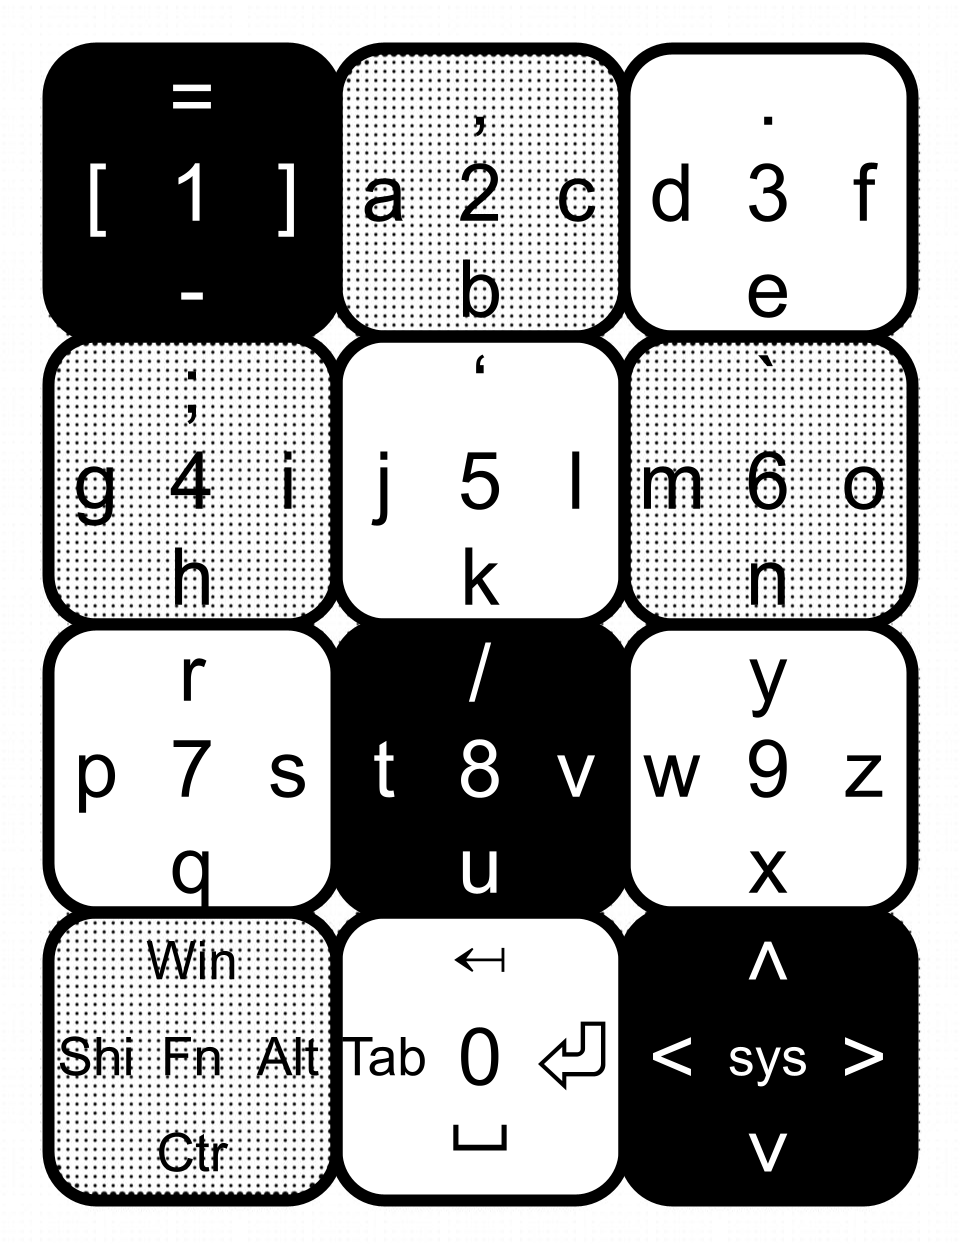 = , .
[ 1 ] a 2 c d 3 f
- b e
; ‘ `
g 4 i j 5 l m 6 o
h k n
r / y
p 7 s t 8 v w 9 z
q u x
Win ↤
Shi Fn Alt Tab 0 ⏎ < sys >
Ctr ⎵ v